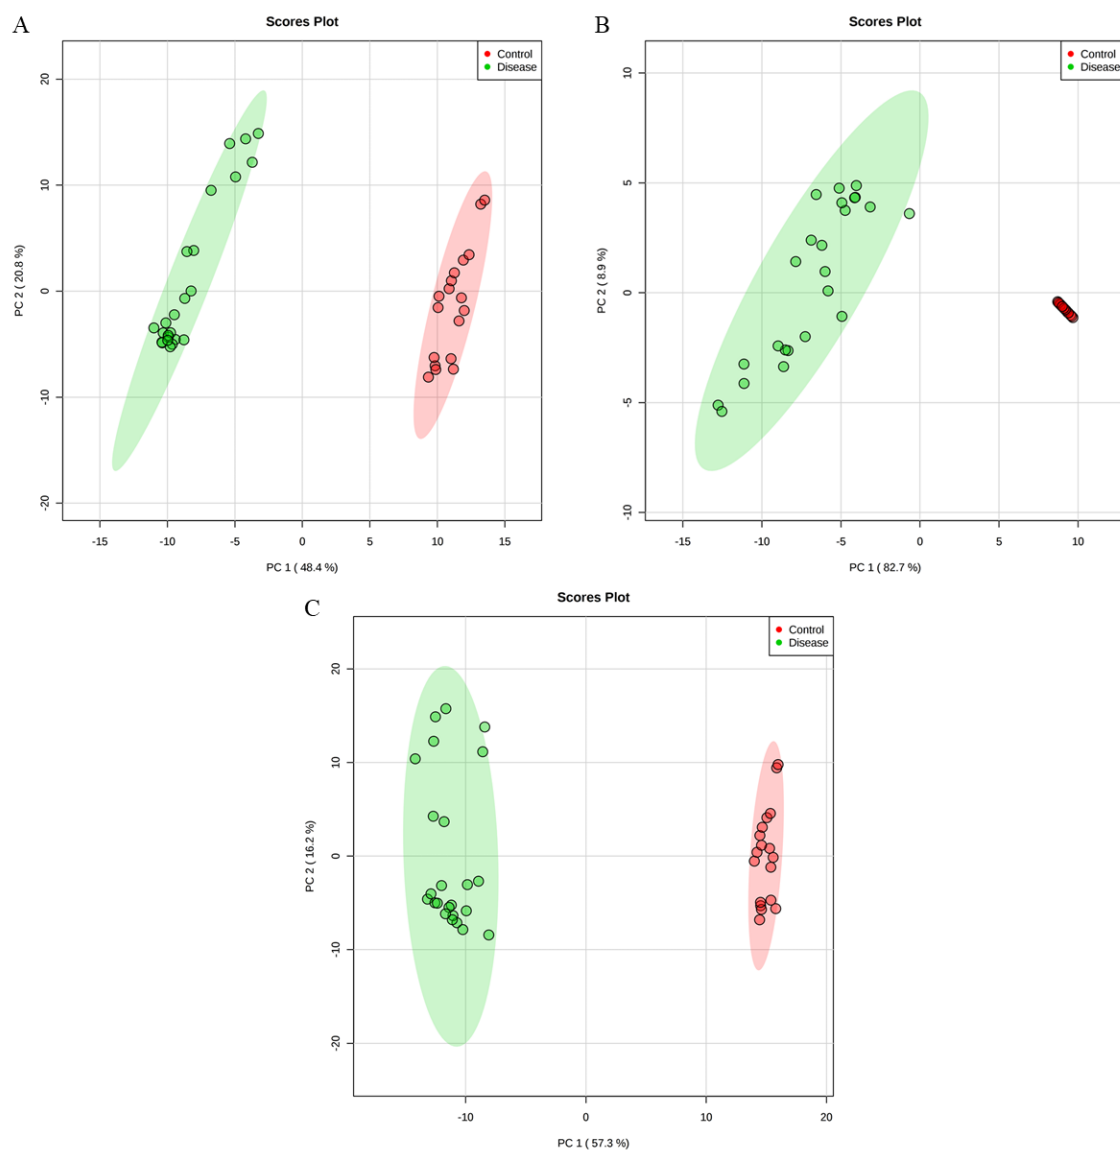 A
Scores Plot
Control
Disease
PC 2 ( 20.8 %)
20
10
0
-10
-20
-15
-10
-5
0
5
10
15
PC 1 ( 48.4 %)
B
Scores Plot
Control
Disease
PC 2 ( 8.9 %)
10
5
0
-5
-10
-15
-10
-5
0
5
10
PC 1 ( 82.7 %)
C
Scores Plot
Control
Disease
PC 2 ( 16.2 %)
20
10
0
-10
-20
-10
0
10
20
PC 1 ( 57.3 %)